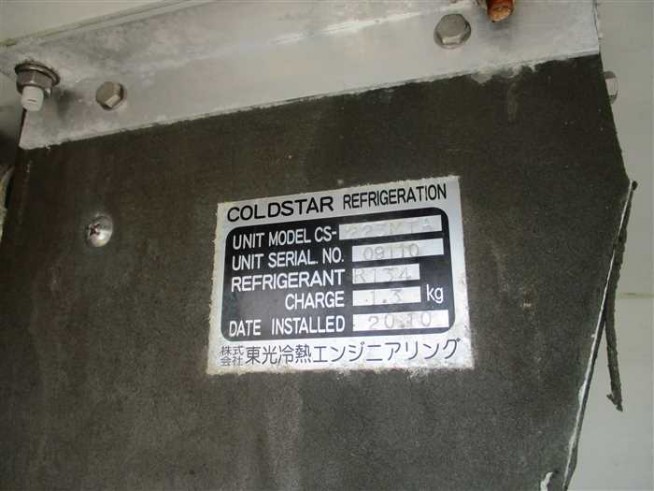 COLDSTAR REFRIGERATION
UNIT MODEL CS-
UNIT SERIAL. NO. 09110
REFRIGERANT R134
CHARGE 1.3 kg
DATE INSTALLED 20.10
株式会社東光冷熱エンジニアリング